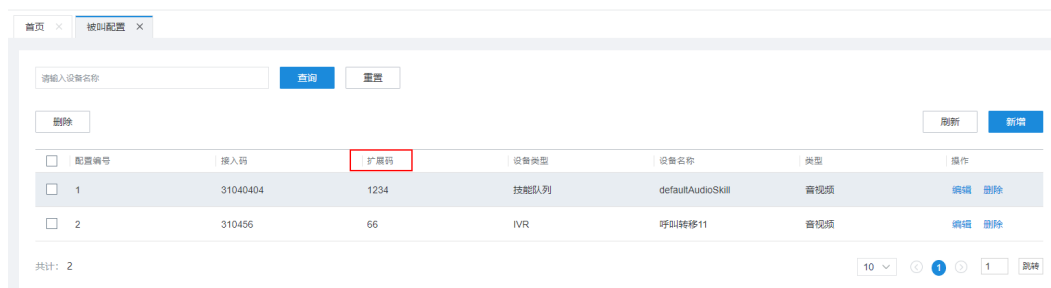 首页 × 被叫配置 ×
请输入设备名称 查询 重置
删除 刷新 新增
配置编号 接入码 扩展码 设备类型 设备名称 类型 操作
1 31040404 1234 技能队列 defaultAudioSkill 音视频 编辑 删除
2 310456 66 IVR 呼叫转移11 音视频 编辑 删除
共计: 2 10 1 1 跳转